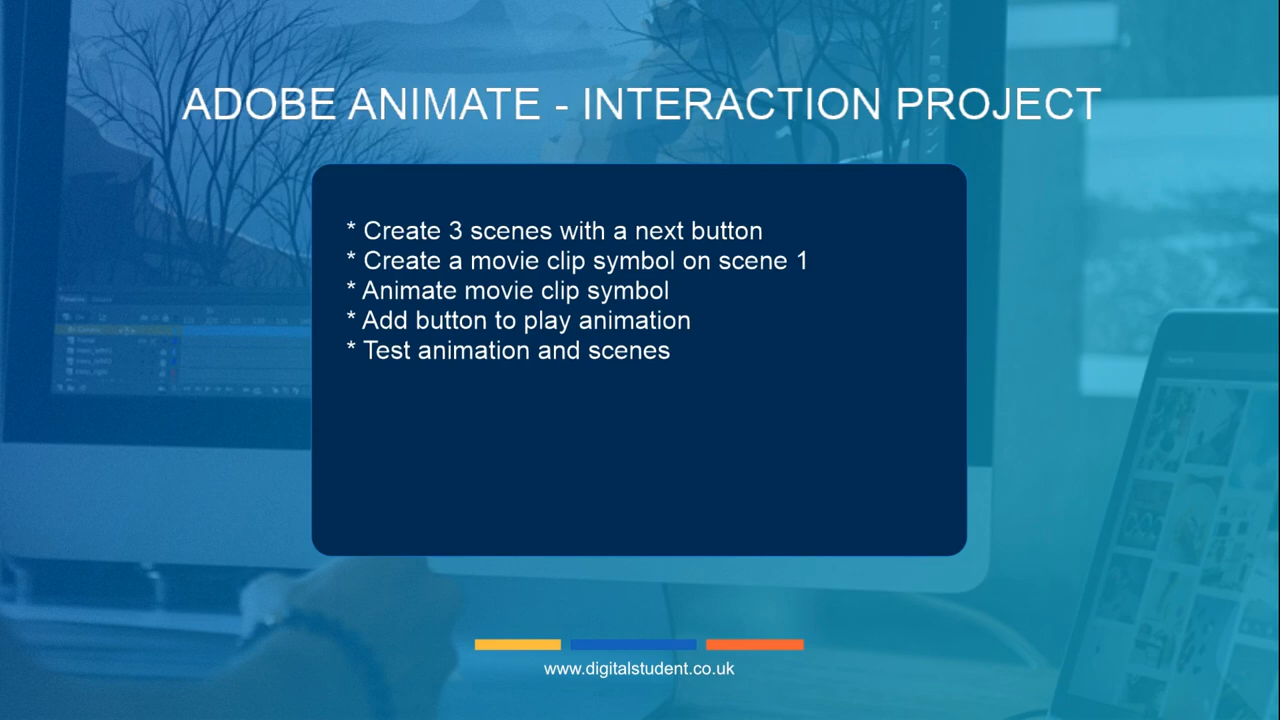 ADOBE ANIMATE - INTERACTION PROJECT
* Create 3 scenes with a next button
* Create a movie clip symbol on scene 1
* Animate movie clip symbol
* Add button to play animation
* Test animation and scenes
www.digitalstudent.co.uk